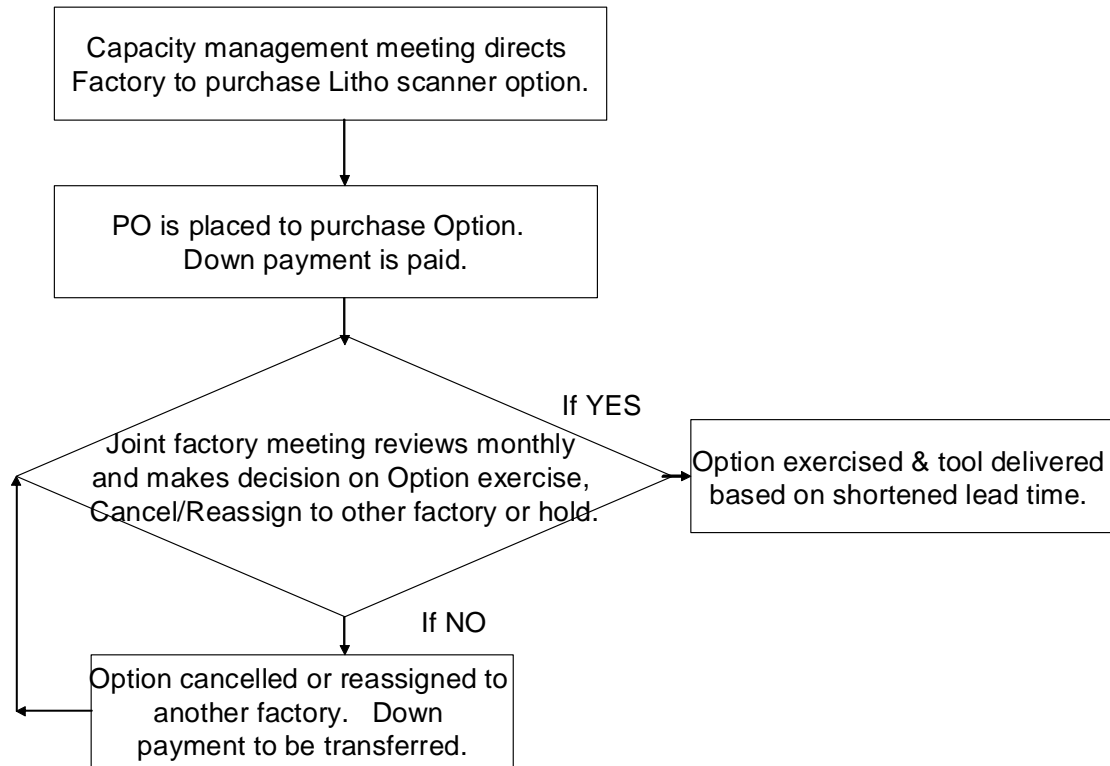 Capacity management meeting directs
Factory to purchase Litho scanner option.
PO is placed to purchase Option.
Down payment is paid.
If YES
Joint factory meeting reviews monthly
and makes decision on Option exercise,
Cancel/Reassign to other factory or hold.
Option exercised & tool delivered
based on shortened lead time.
If NO
Option cancelled or reassigned to
another factory. Down
payment to be transferred.